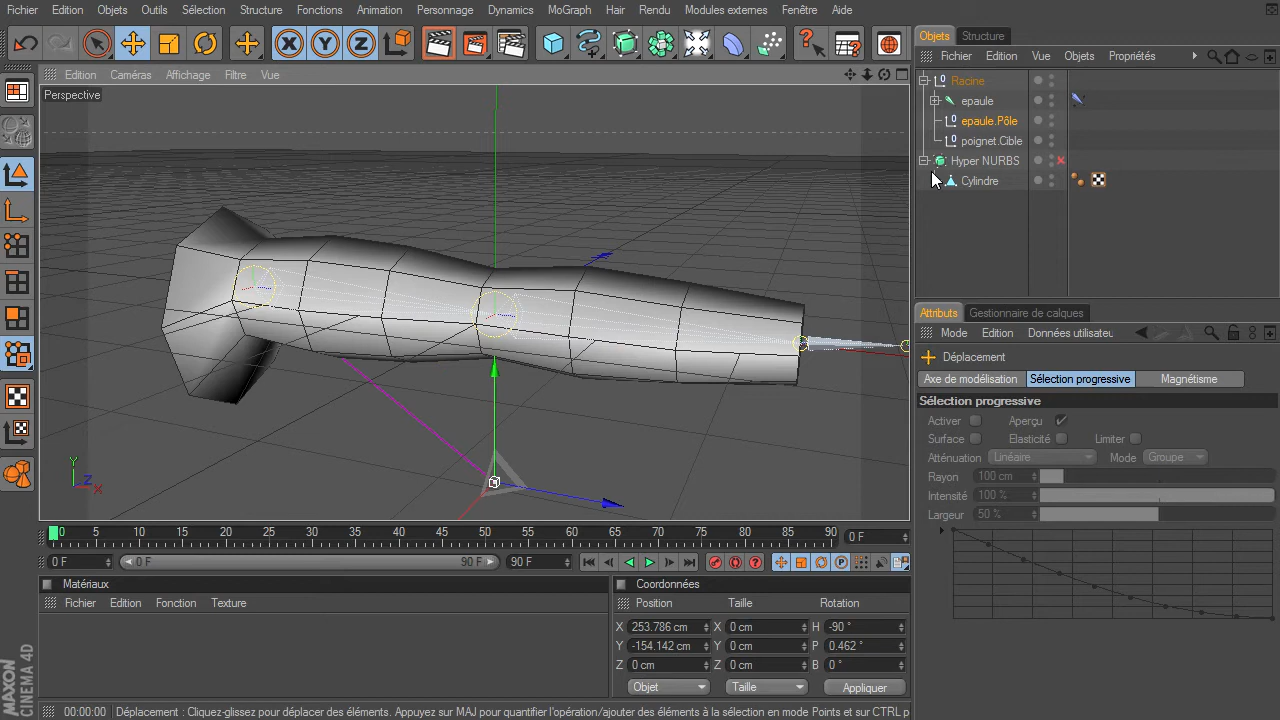 Fichier Edition Objets Outils Sélection Structure Fonctions Animation Personnage Dynamics MoGraph Hair Rendu Modules externes Fenêtre Aide
X Y Z
Edition Caméras Affichage Filtre Vue
Perspective
Y Z X
0 5 10 15 20 25 30 35 40 45 50 55 60 65 70 75 80 85 90 0 F
0 F 0 F 90 F 90 F
Matériaux
Fichier Edition Fonction Texture
Coordonnées
Position Taille Rotation
X 253.786 cm X 0 cm H -90 °
Y -154.142 cm Y 0 cm P 0.462 °
Z 0 cm Z 0 cm B 0 °
Objet Taille Appliquer
MAXON CINEMA 4D
00:00:00 Déplacement : Cliquez-glissez pour déplacer des éléments. Appuyez sur MAJ pour quantifier l'opération/ajouter des éléments à la sélection en mode Points et sur CTRL p
Objets Structure
Fichier Edition Vue Objets Propriétés
Racine
epaule
epaule.Pôle
poignet.Cible
Hyper NURBS
Cylindre
Attributs Gestionnaire de calques
Mode Edition Données utilisateu
Déplacement
Axe de modélisation Sélection progressive Magnétisme
Sélection progressive
Activer Aperçu
Surface Elasticité Limiter
Atténuation Linéaire Mode Groupe
Rayon 100 cm
Intensité 100 %
Largeur 50 %